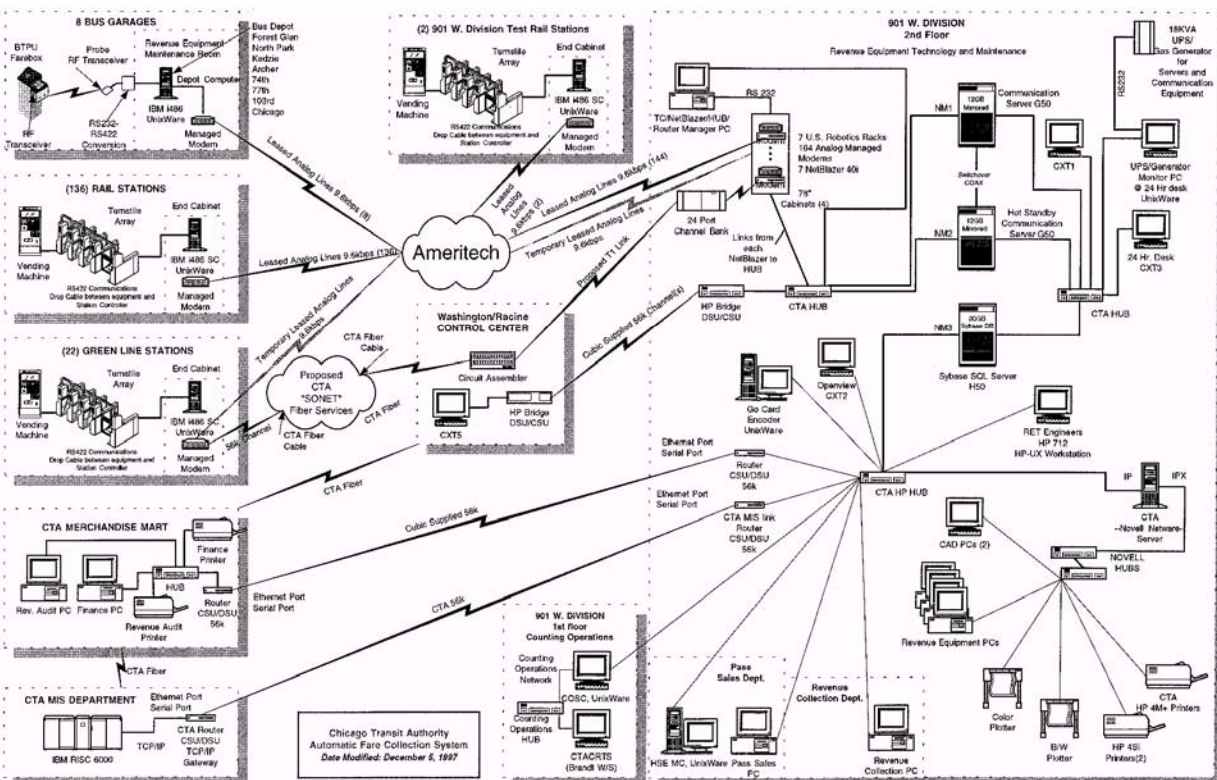 8 BUS GARAGES
BTPU
Farebox
Probe
RF Transceiver
Revenue Equipment
Maintenance Room
Depot Computer
IBM I486
UnixWare
RF
Transceiver
RS232-
RS422
Conversion
Managed
Modem
Bus Depot
Forest Glen
North Park
Kedzie
Archer
74th
77th
103rd
Chicago
Leased Analog Lines 9.6kbps (8)
(2) 901 W. Division Test Rail Stations
Turnstile
Array
End Cabinet
Vending
Machine
IBM I486 SC
UnixWare
RS422 Communications
Drop Cable between equipment and
Station Controller
Managed
Modem
Leased
Analog
Lines
9.6kbps (2)
Leased Analog Lines 9.6kbps (144)
Temporary Leased Analog Lines
9.6kbps
Ameritech
(136) RAIL STATIONS
Turnstile
Array
End Cabinet
Vending
Machine
IBM I486 SC
UnixWare
RS422 Communications
Drop Cable between equipment and
Station Controller
Managed
Modem
Leased Analog Lines 9.6kbps (136)
Temporary Leased Analog Lines
9.6kbps
(22) GREEN LINE STATIONS
Turnstile
Array
End Cabinet
Vending
Machine
IBM I486 SC
UnixWare
RS422 Communications
Drop Cable between equipment and
Station Controller
Managed
Modem
56k Channel
Proposed
CTA
"SONET"
Fiber Services
CTA Fiber
Cable
CTA Fiber
Cable
CTA Fiber
CTA Fiber
Washington/Racine
CONTROL CENTER
Circuit Assembler
CXT5
HP Bridge
DSU/CSU
Proposed T1 Link
Cubic Supplied 56k Channel(s)
901 W. DIVISION
2nd Floor
Revenue Equipment Technology and Maintenance
TC/NetBlazer/HUB/
Router Manager PC
RS 232
Modem
Modem
7 U.S. Robotics Racks
164 Analog Managed
Modems
7 NetBlazer 40i
78"
Cabinets (4)
24 Port
Channel Bank
Links from
each
NetBlazer to
HUB
HP Bridge
DSU/CSU
CTA HUB
NM1
12GB
Mirrored
Communication
Server G50
Switchover
COAX
NM2
12GB
Mirrored
Hot Standby
Communication
Server G50
NM3
20GB
Sybase DB
Sybase SQL Server
H50
CXT1
18KVA
UPS/
Gas Generator
for
Servers and
Communication
Equipment
RS232
UPS/Generator
Monitor PC
@ 24 Hr desk
UnixWare
24 Hr. Desk
CXT3
CTA HUB
Go Card
Encoder
UnixWare
Openview
CXT2
RET Engineers
HP 712
HP-UX Workstation
Ethernet Port
Serial Port
Router
CSU/DSU
56k
Ethernet Port
Serial Port
CTA MIS link
Router
CSU/DSU
56k
CTA HP HUB
IP
IPX
CTA
--Novell Netware--
Server
CAD PCs (2)
NOVELL
HUBS
Revenue Equipment PCs
Color
Plotter
B/W
Plotter
HP 4Si
Printers(2)
CTA
HP 4M+ Printers
CTA MERCHANDISE MART
Finance
Printer
HUB
Rev. Audit PC
Finance PC
Revenue Audit
Printer
Router
CSU/DSU
56k
Ethernet Port
Serial Port
Cubic Supplied 56k
CTA 56k
CTA Fiber
CTA MIS DEPARTMENT
Ethernet Port
Serial Port
IBM RISC 6000
TCP/IP
CTA Router
CSU/DSU
TCP/IP
Gateway
Chicago Transit Authority
Automatic Fare Collection System
Date Modified: December 5, 1997
901 W. DIVISION
1st floor
Counting Operations
Counting
Operations
Network
COSC, UnixWare
Counting
Operations
HUB
CTACRTS
(Brandt W/S)
Pass
Sales Dept.
HSE MC, UnixWare
Pass Sales
PC
Revenue
Collection Dept.
Revenue
Collection PC